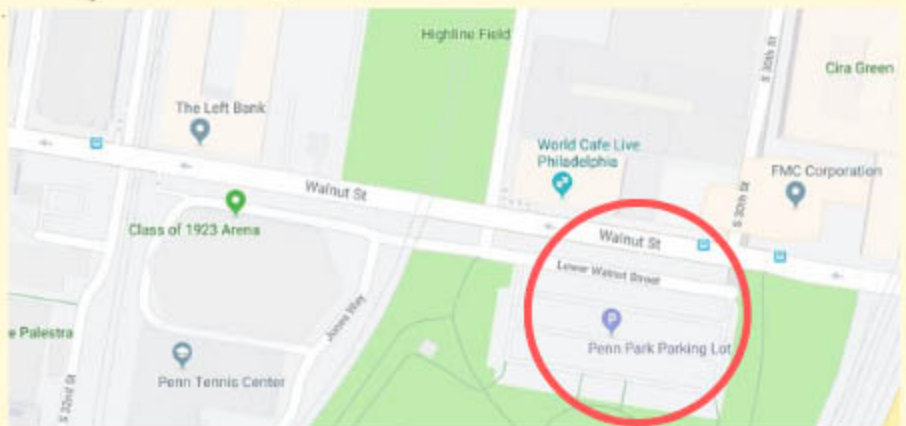 Highline Field
S 30th St
Cira Green
The Left Bank
World Cafe Live
Philadelphia
FMC Corporation
Walnut St
S 30th St
Class of 1923 Arena
Walnut St
Lower Walnut Street
Jones Way
e Palestra
Penn Park Parking Lot
Penn Tennis Center
S 32nd St